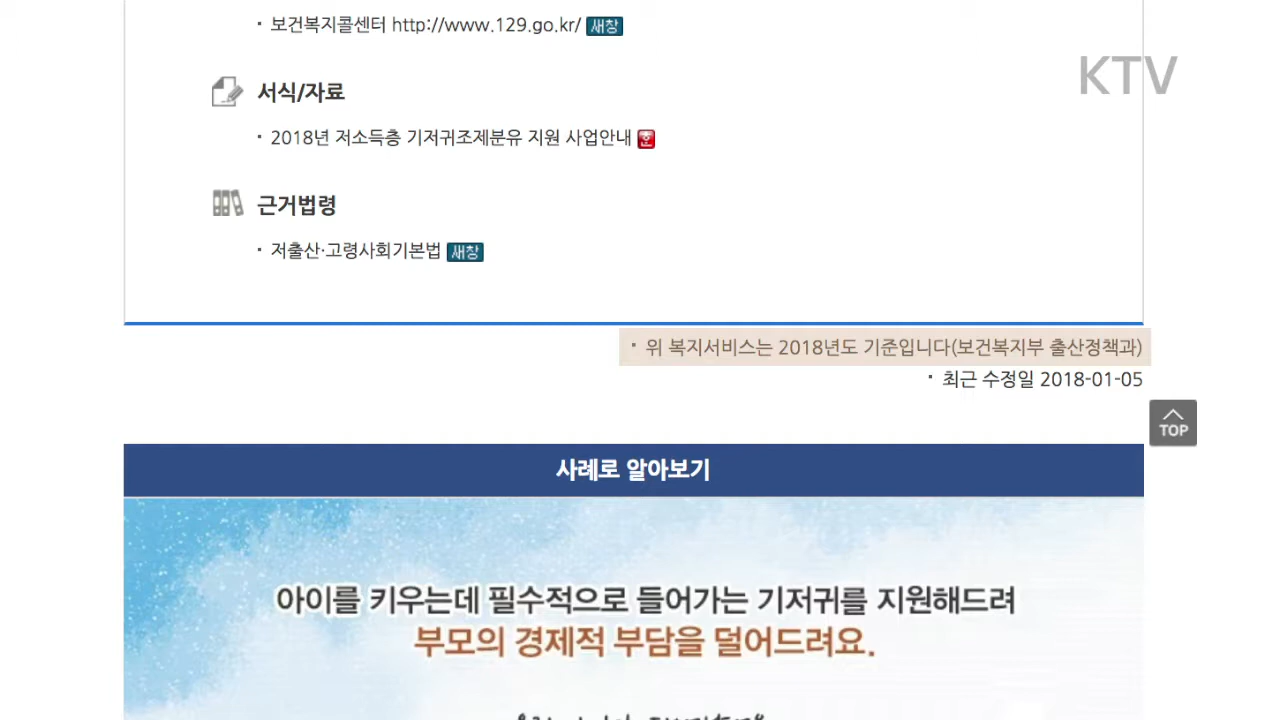 보건복지콜센터 http://www.129.go.kr/ 새창
KTV
서식/자료
2018년 저소득층 기저귀조제분유 지원 사업안내
근거법령
저출산·고령사회기본법 새창
위 복지서비스는 2018년도 기준입니다(보건복지부 출산정책과)
최근 수정일 2018-01-05
TOP
사례로 알아보기
아이를 키우는데 필수적으로 들어가는 기저귀를 지원해드려
부모의 경제적 부담을 덜어드려요.